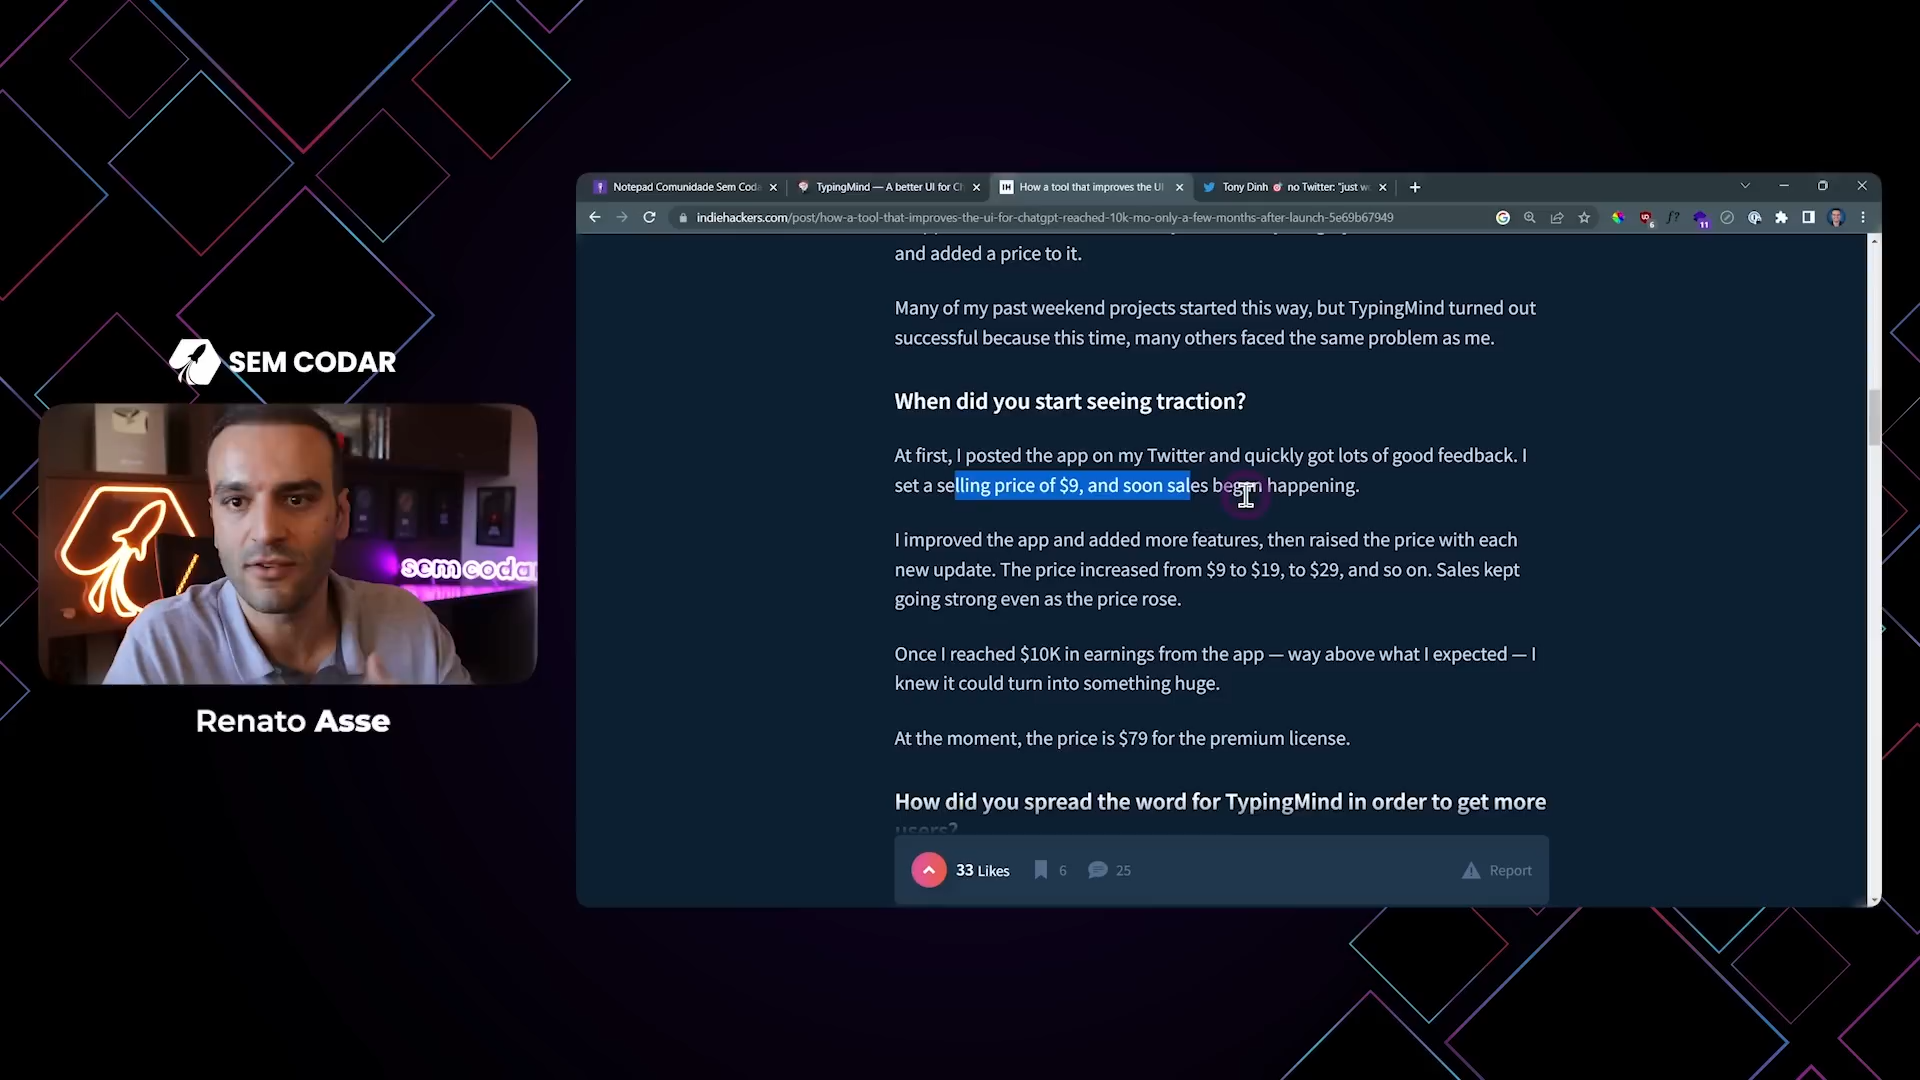 SEM CODAR
semcodar
Renato Asse
Notepad Comunidade Sem Coda
TypingMind — A better UI for C
How a tool that improves the UI
Tony Dinh no Twitter: "just w
indiehackers.com/post/how-a-tool-that-improves-the-ui-for-chatgpt-reached-10k-mo-only-a-few-months-after-launch-5e69b67949
6
11
and added a price to it.
Many of my past weekend projects started this way, but TypingMind turned out
successful because this time, many others faced the same problem as me.
When did you start seeing traction?
At first, I posted the app on my Twitter and quickly got lots of good feedback. I
set a selling price of $9, and soon sales began happening.
I improved the app and added more features, then raised the price with each
new update. The price increased from $9 to $19, to $29, and so on. Sales kept
going strong even as the price rose.
Once I reached $10K in earnings from the app — way above what I expected — I
knew it could turn into something huge.
At the moment, the price is $79 for the premium license.
How did you spread the word for TypingMind in order to get more
users?
33 Likes
6
25
Report